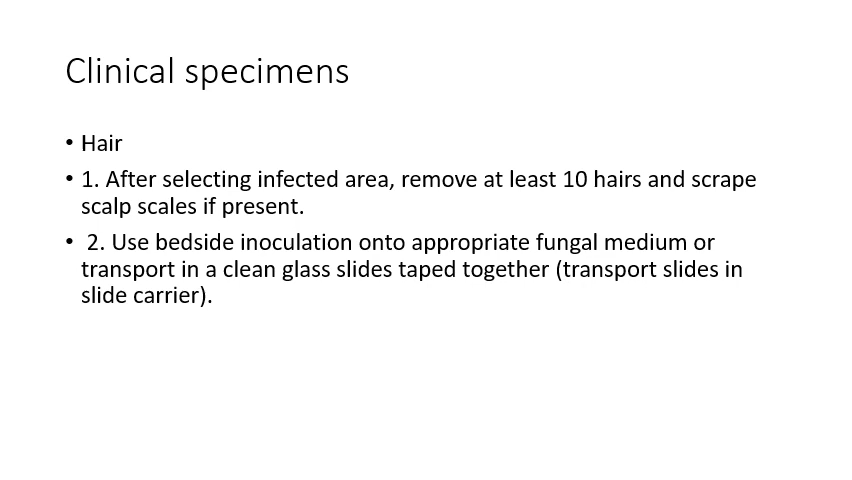 Clinical specimens
• Hair
• 1. After selecting infected area, remove at least 10 hairs and scrape
scalp scales if present.
• 2. Use bedside inoculation onto appropriate fungal medium or
transport in a clean glass slides taped together (transport slides in
slide carrier).